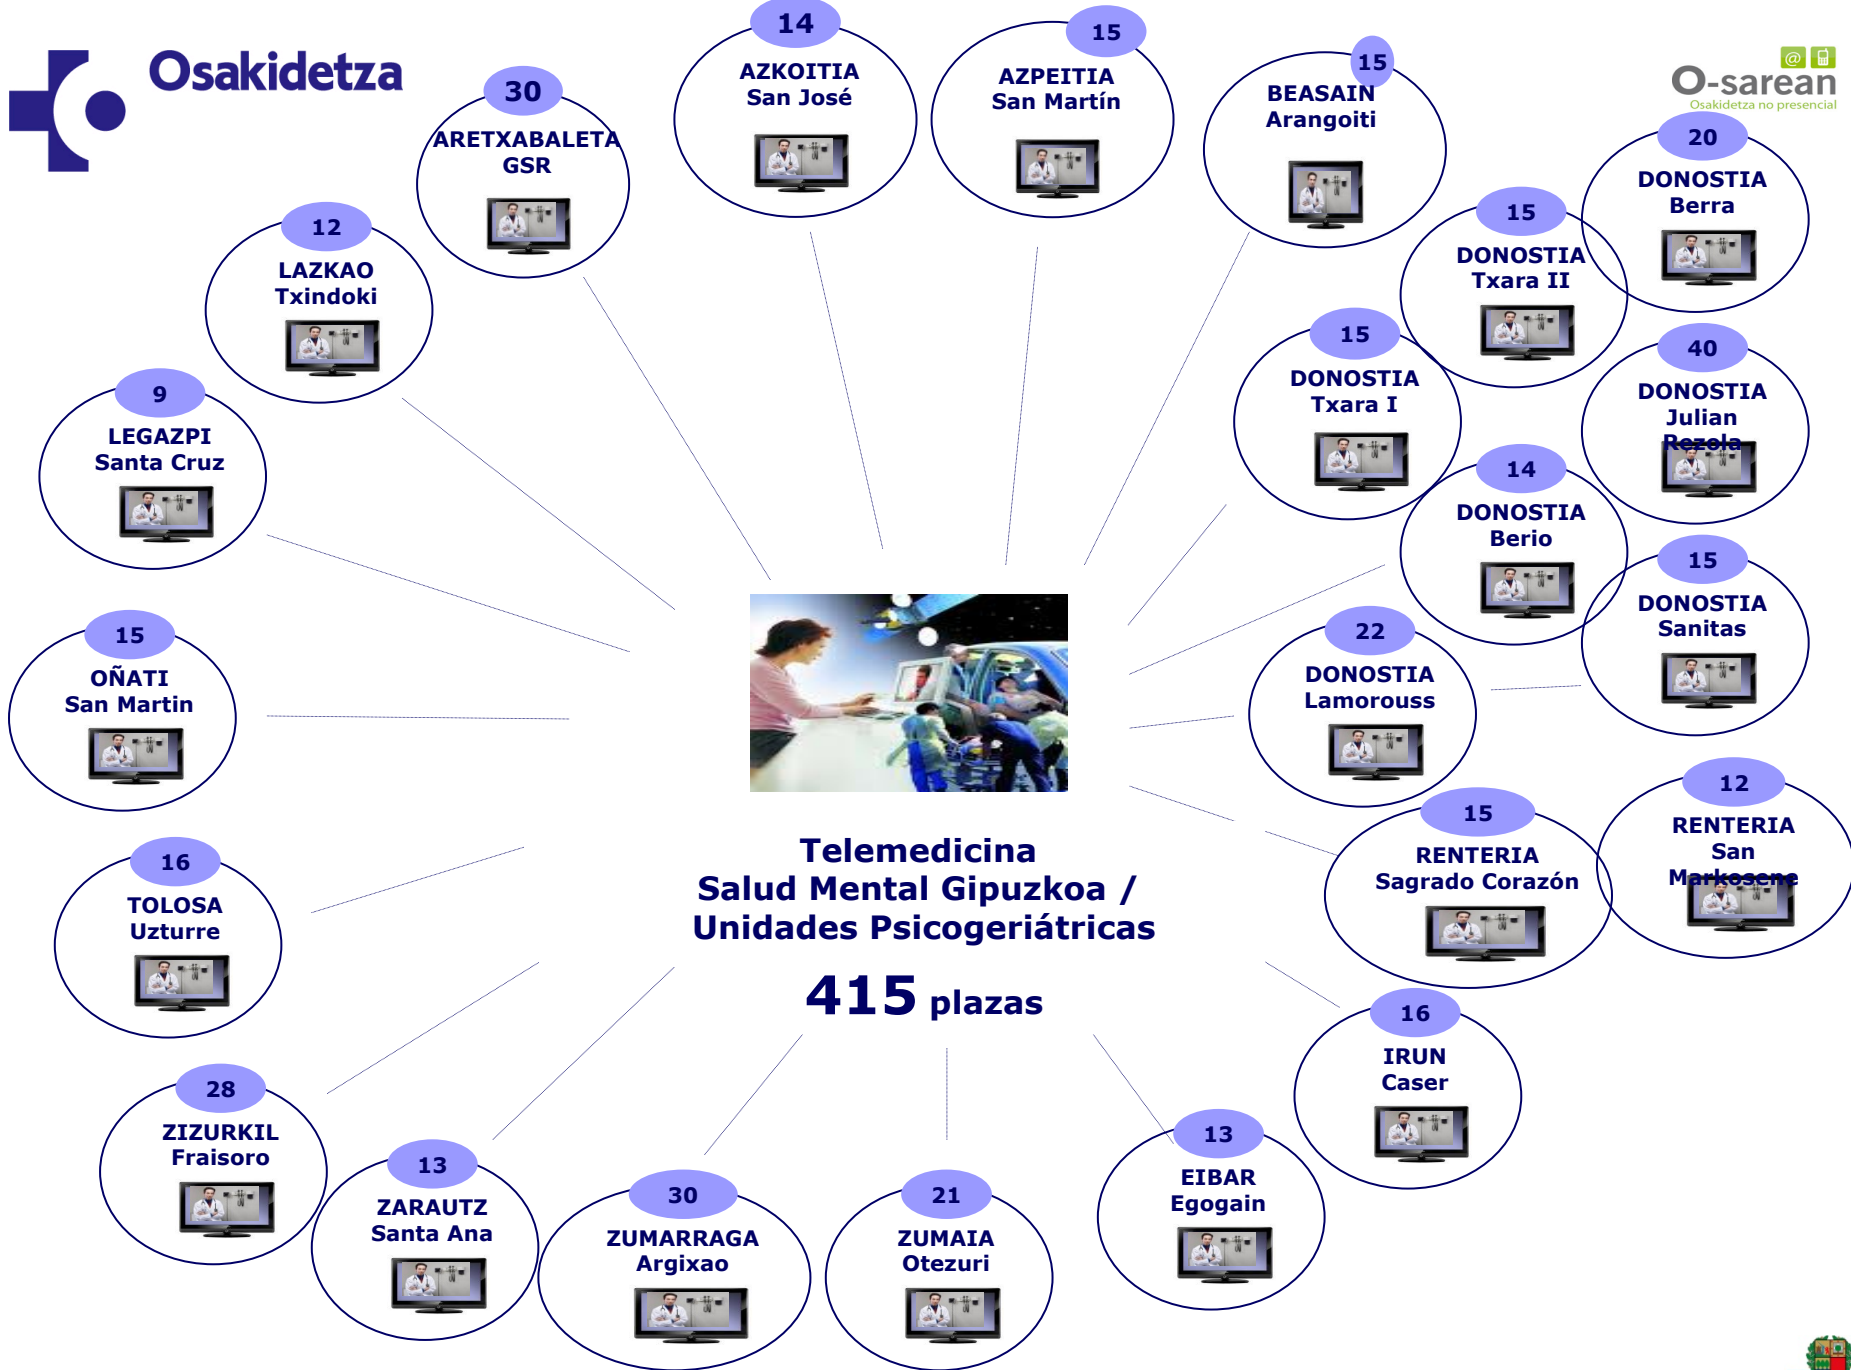 Osakidetza
@
O-sarean
Osakidetza no presencial
14
AZKOITIA
San José
15
AZPEITIA
San Martín
15
BEASAIN
Arangoiti
30
ARETXABALETA
GSR
20
DONOSTIA
Berra
12
LAZKAO
Txindoki
15
DONOSTIA
Txara II
15
DONOSTIA
Txara I
40
DONOSTIA
Julian
Rezola
9
LEGAZPI
Santa Cruz
14
DONOSTIA
Berio
15
DONOSTIA
Sanitas
15
OÑATI
San Martin
22
DONOSTIA
Lamorouss
12
RENTERIA
San
Markosene
15
RENTERIA
Sagrado Corazón
16
TOLOSA
Uzturre
Telemedicina
Salud Mental Gipuzkoa /
Unidades Psicogeriátricas
415 plazas
16
IRUN
Caser
28
ZIZURKIL
Fraisoro
13
ZARAUTZ
Santa Ana
30
ZUMARRAGA
Argixao
21
ZUMAIA
Otezuri
13
EIBAR
Egogain